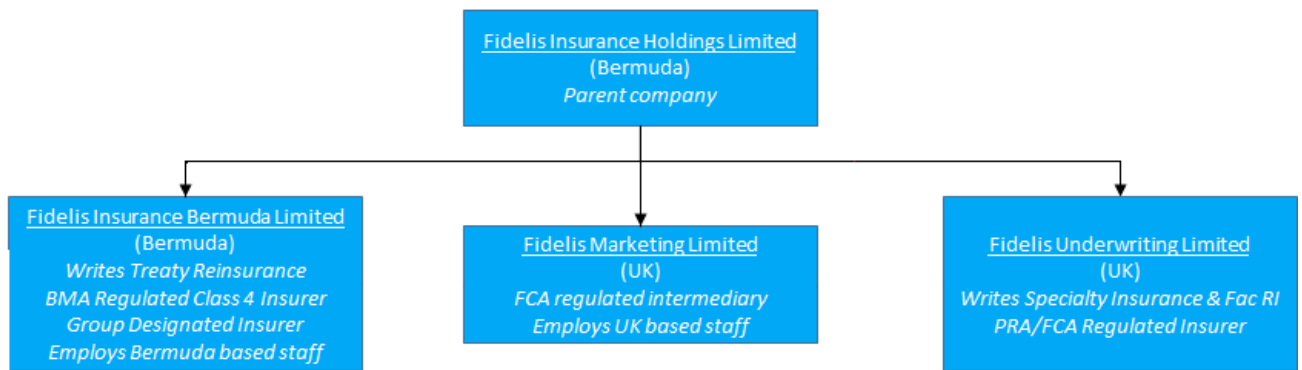 Fidelis Insurance Holdings Limited
(Bermuda)
Parent company
Fidelis Insurance Bermuda Limited
(Bermuda)
Writes Treaty Reinsurance
BMA Regulated Class 4 Insurer
Group Designated Insurer
Employs Bermuda based staff
Fidelis Marketing Limited
(UK)
FCA regulated intermediary
Employs UK based staff
Fidelis Underwriting Limited
(UK)
Writes Specialty Insurance & Fac RI
PRA/FCA Regulated Insurer